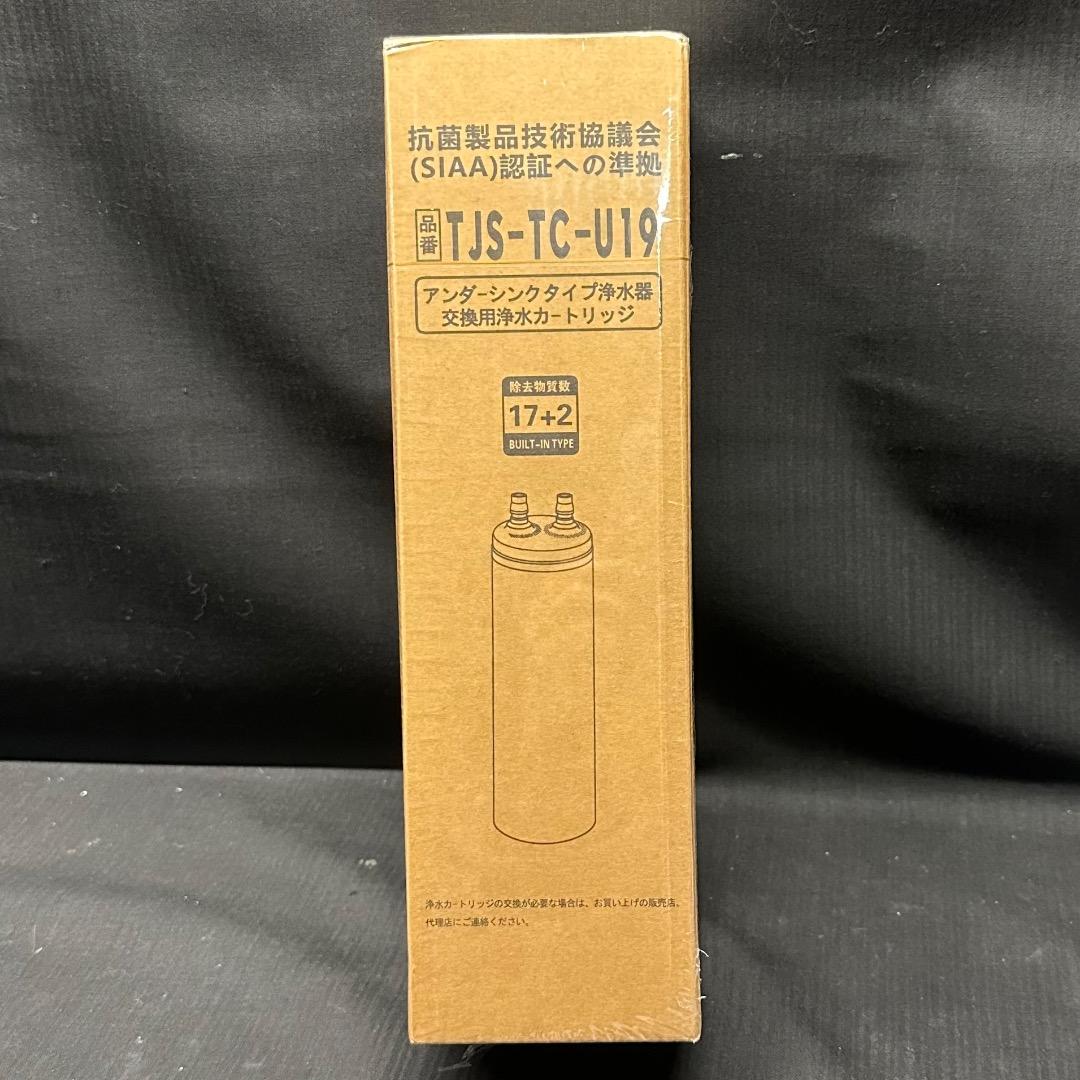 抗菌製品技術協議会
(SIAA)認証への準拠
品番 TJS-TC-U19
アンダーシンクタイプ浄水器
交換用浄水カートリッジ
除去物質数
17+2
BUILT-IN TYPE
浄水カートリッジの交換が必要な場合は、お買い上げの販売店、
代理店にご連絡ください。